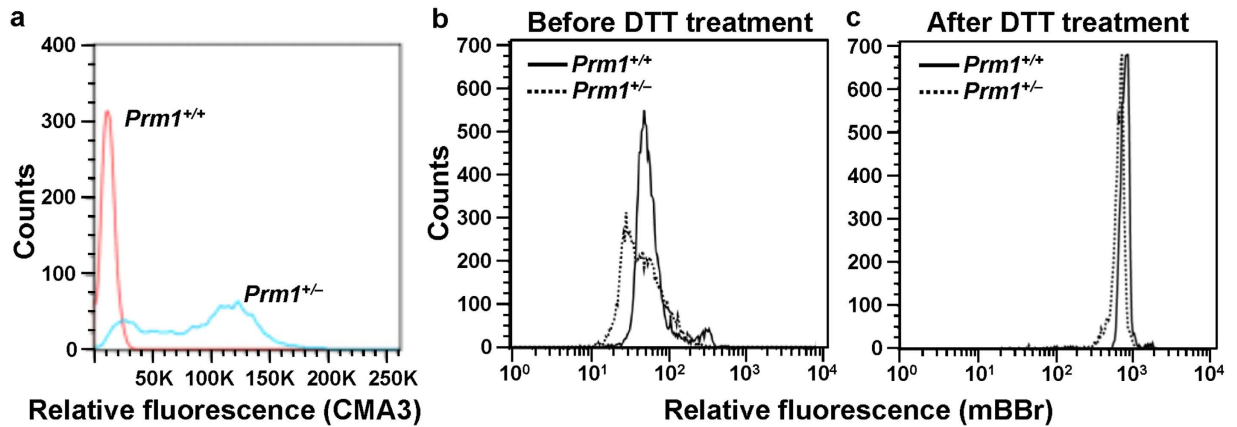 a
Counts
400
300
200
100
0
Prm1+/+
Prm1+/–
50K 100K 150K 200K 250K
Relative fluorescence (CMA3)
b
Before DTT treatment
Counts
700
600
500
400
300
200
100
0
Prm1+/+
Prm1+/–
10⁰ 10¹ 10² 10³ 10⁴
c
After DTT treatment
700
600
500
400
300
200
100
0
Prm1+/+
Prm1+/–
10⁰ 10¹ 10² 10³ 10⁴
Relative fluorescence (mBBr)